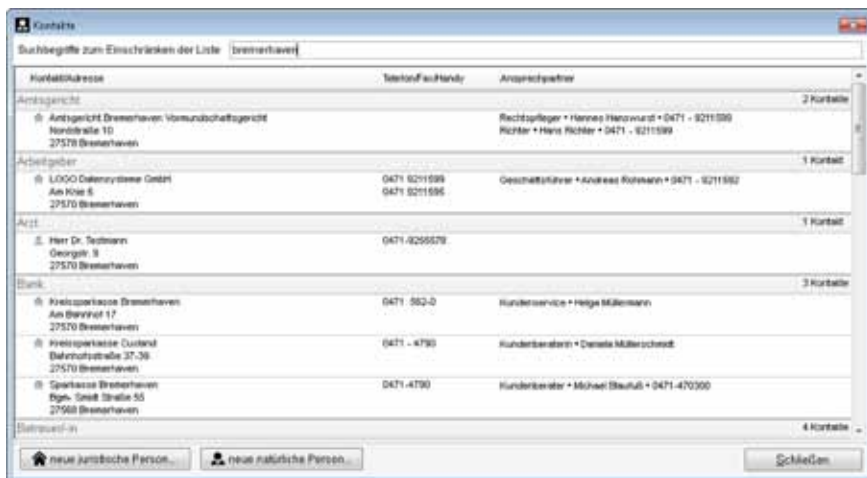 Kontakte
Suchbegriffe zum Einschränken der Liste bremerhaven
Kontakt/Adresse Telefon/Fax/Handy Ansprechpartner
Amtsgericht 2 Kontakte
Amtsgericht Bremerhaven Vormundschaftsgericht Rechtspfleger • Hannes Hanswurst • 0471 - 9211599
Nordstraße 10 Richter • Hans Richter • 0471 - 9211599
27578 Bremerhaven
Arbeitgeber 1 Kontakt
LOGO Datensysteme GmbH 0471 9211599 Geschäftsführer • Andreas Rohmann • 0471 - 9211592
Am Knie 6 0471 9211595
27570 Bremerhaven
Arzt 1 Kontakt
Herr Dr. Testmann 0471-9255578
Georgstr. 9
27570 Bremerhaven
Bank 3 Kontakte
Kreissparkasse Bremerhaven 0471 562-0 Kundenservice • Helga Müllermann
Am Bahnhof 17
27570 Bremerhaven
Kreissparkasse Cuxland 0471 - 4790 Kundenberaterin • Daniela Müllerschmidt
Bahnhofstraße 37-39
27570 Bremerhaven
Sparkasse Bremerhaven 0471-4790 Kundenberater • Michael Blaufuß • 0471-470300
Bgm. Smidt Straße 55
27568 Bremerhaven
Betreuer/-in 4 Kontakte
neue juristische Person... neue natürliche Person... Schließen